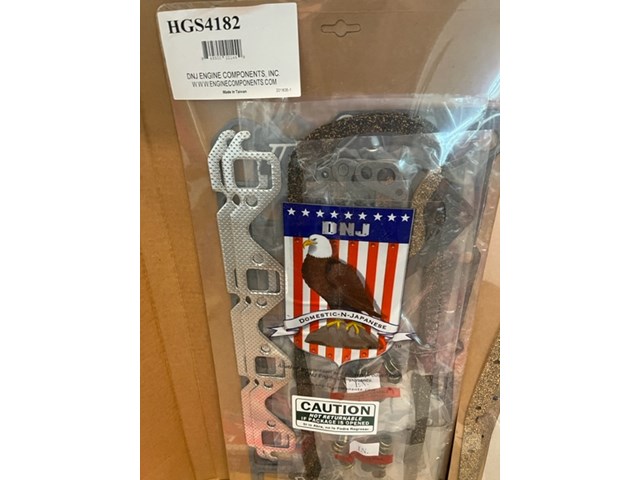 HGS4182
DNJ ENGINE COMPONENTS, INC.
WWW.ENGINECOMPONENTS.COM
Made in Taiwan
DNJ
DOMESTIC-N-JAPANESE
CAUTION
NOT RETURNABLE
IF PACKAGE IS OPENED